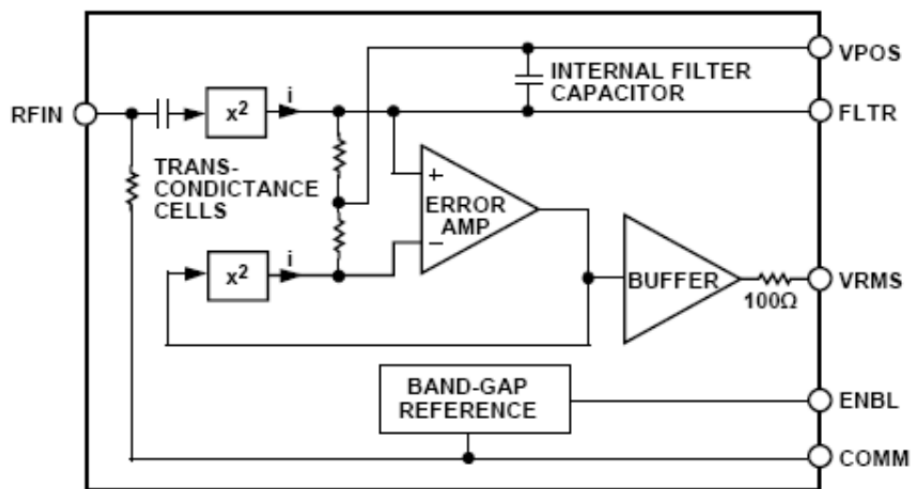 VPOS
INTERNAL FILTER
CAPACITOR
RFIN
x²
i
FLTR
TRANS-
CONDICTANCE
CELLS
+
ERROR
AMP
−
x²
i
BUFFER
100Ω
VRMS
BAND-GAP
REFERENCE
ENBL
COMM